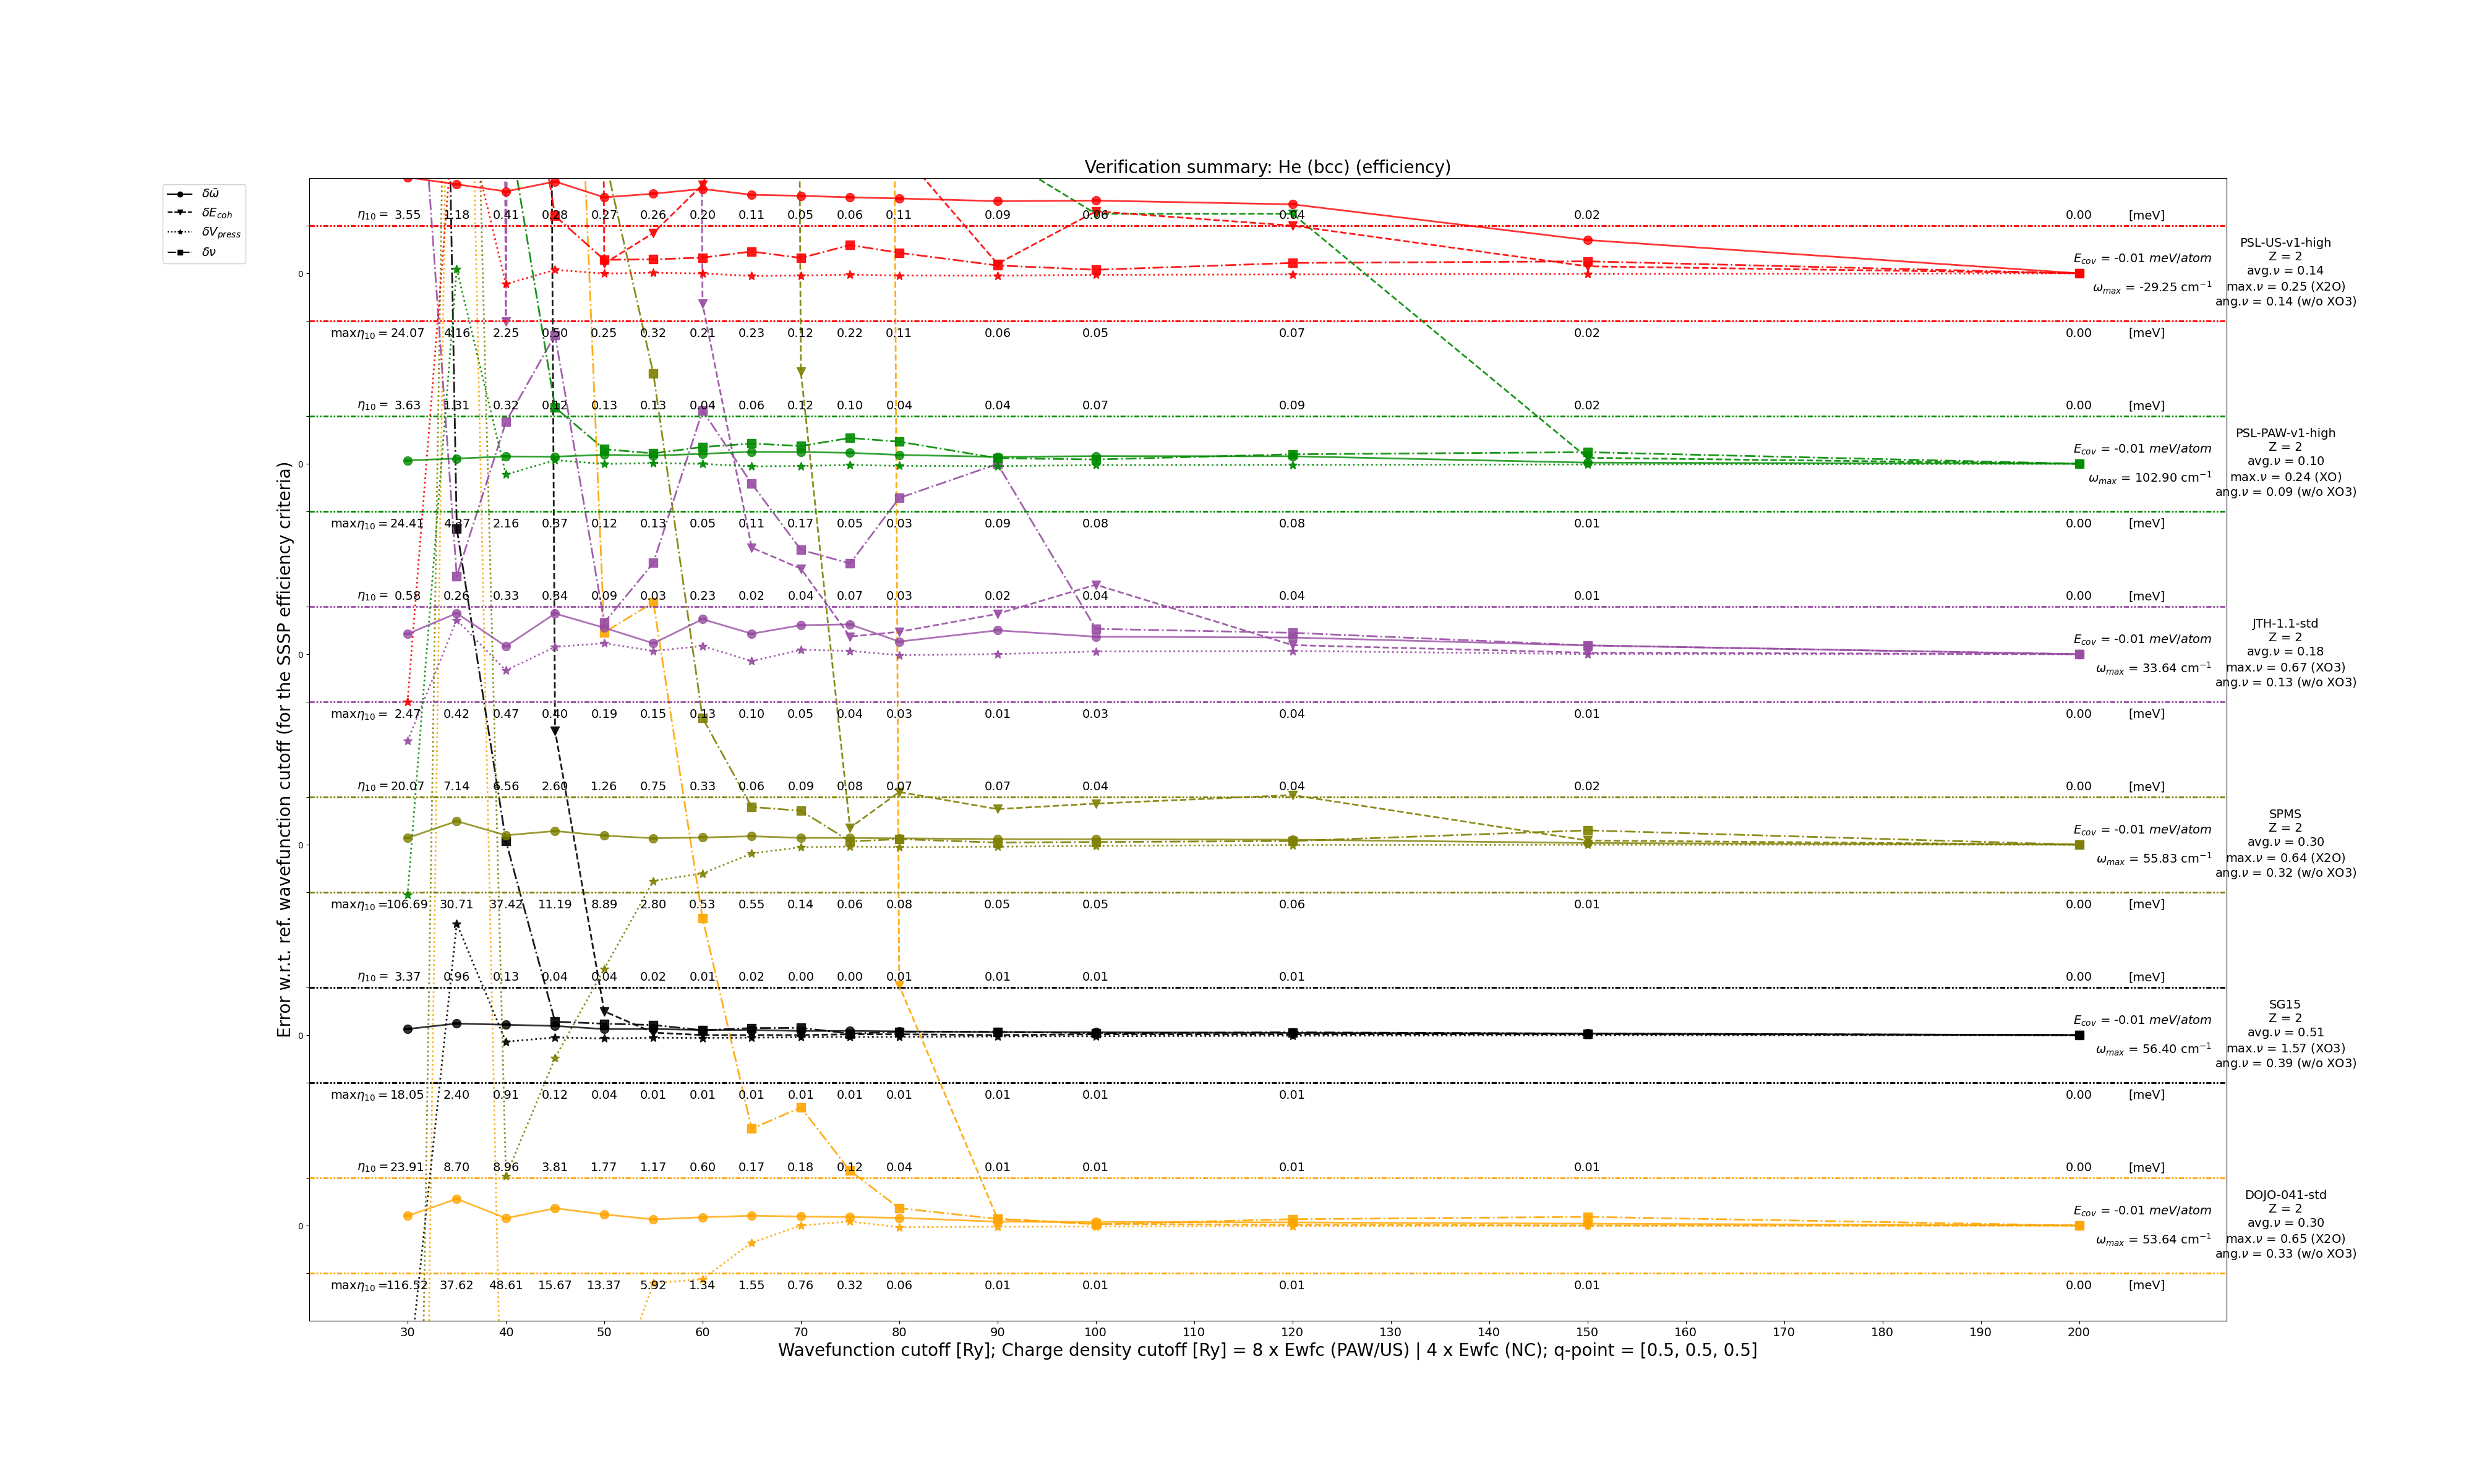 Verification summary: He (bcc) (efficiency)
δω̄
δE_coh
δV_press
δν
Error w.r.t. ref. wavefunction cutoff (for the SSSP efficiency criteria)
η₁₀ = 3.55 1.18 0.41 0.28 0.27 0.26 0.20 0.11 0.05 0.06 0.11 0.09 0.06 0.04 0.02 0.00 [meV]
0
E_cov = -0.01 meV/atom
ω_max = -29.25 cm⁻¹
PSL-US-v1-high
Z = 2
avg.ν = 0.14
max.ν = 0.25 (X2O)
ang.ν = 0.14 (w/o XO3)
maxη₁₀ = 24.07 4.16 2.25 0.50 0.25 0.32 0.21 0.23 0.12 0.22 0.11 0.06 0.05 0.07 0.02 0.00 [meV]
η₁₀ = 3.63 1.31 0.32 0.12 0.13 0.13 0.04 0.06 0.12 0.10 0.04 0.04 0.07 0.09 0.02 0.00 [meV]
0
E_cov = -0.01 meV/atom
ω_max = 102.90 cm⁻¹
PSL-PAW-v1-high
Z = 2
avg.ν = 0.10
max.ν = 0.24 (XO)
ang.ν = 0.09 (w/o XO3)
maxη₁₀ = 24.41 4.37 2.16 0.37 0.12 0.13 0.05 0.11 0.17 0.05 0.03 0.09 0.08 0.08 0.01 0.00 [meV]
η₁₀ = 0.58 0.26 0.33 0.34 0.09 0.03 0.23 0.02 0.04 0.07 0.03 0.02 0.04 0.04 0.01 0.00 [meV]
0
E_cov = -0.01 meV/atom
ω_max = 33.64 cm⁻¹
JTH-1.1-std
Z = 2
avg.ν = 0.18
max.ν = 0.67 (XO3)
ang.ν = 0.13 (w/o XO3)
maxη₁₀ = 2.47 0.42 0.47 0.40 0.19 0.15 0.02 0.10 0.05 0.04 0.03 0.01 0.03 0.04 0.01 0.00 [meV]
η₁₀ = 20.07 7.14 6.56 2.60 1.26 0.75 0.33 0.06 0.09 0.08 0.07 0.07 0.04 0.04 0.02 0.00 [meV]
0
E_cov = -0.01 meV/atom
ω_max = 55.83 cm⁻¹
SPMS
Z = 2
avg.ν = 0.30
max.ν = 0.64 (X2O)
ang.ν = 0.32 (w/o XO3)
maxη₁₀ = 106.69 30.71 37.42 11.19 8.89 2.80 0.53 0.55 0.14 0.06 0.08 0.05 0.05 0.06 0.01 0.00 [meV]
η₁₀ = 3.37 0.96 0.13 0.04 0.04 0.02 0.01 0.02 0.00 0.00 0.01 0.01 0.01 0.01 0.00 [meV]
0
E_cov = -0.01 meV/atom
ω_max = 56.40 cm⁻¹
SG15
Z = 2
avg.ν = 0.51
max.ν = 1.57 (XO3)
ang.ν = 0.39 (w/o XO3)
maxη₁₀ = 18.05 2.40 0.91 0.12 0.04 0.01 0.01 0.01 0.01 0.01 0.01 0.01 0.01 0.01 0.00 [meV]
η₁₀ = 23.91 8.70 8.96 3.81 1.77 1.17 0.60 0.17 0.18 0.12 0.04 0.01 0.01 0.01 0.01 0.00 [meV]
0
E_cov = -0.01 meV/atom
ω_max = 53.64 cm⁻¹
DOJO-041-std
Z = 2
avg.ν = 0.30
max.ν = 0.65 (X2O)
ang.ν = 0.33 (w/o XO3)
maxη₁₀ = 116.52 37.62 48.61 15.67 13.37 5.92 1.34 1.55 0.76 0.32 0.06 0.01 0.01 0.01 0.01 0.00 [meV]
30 40 50 60 70 80 90 100 110 120 130 140 150 160 170 180 190 200
Wavefunction cutoff [Ry]; Charge density cutoff [Ry] = 8 x Ewfc (PAW/US) | 4 x Ewfc (NC); q-point = [0.5, 0.5, 0.5]